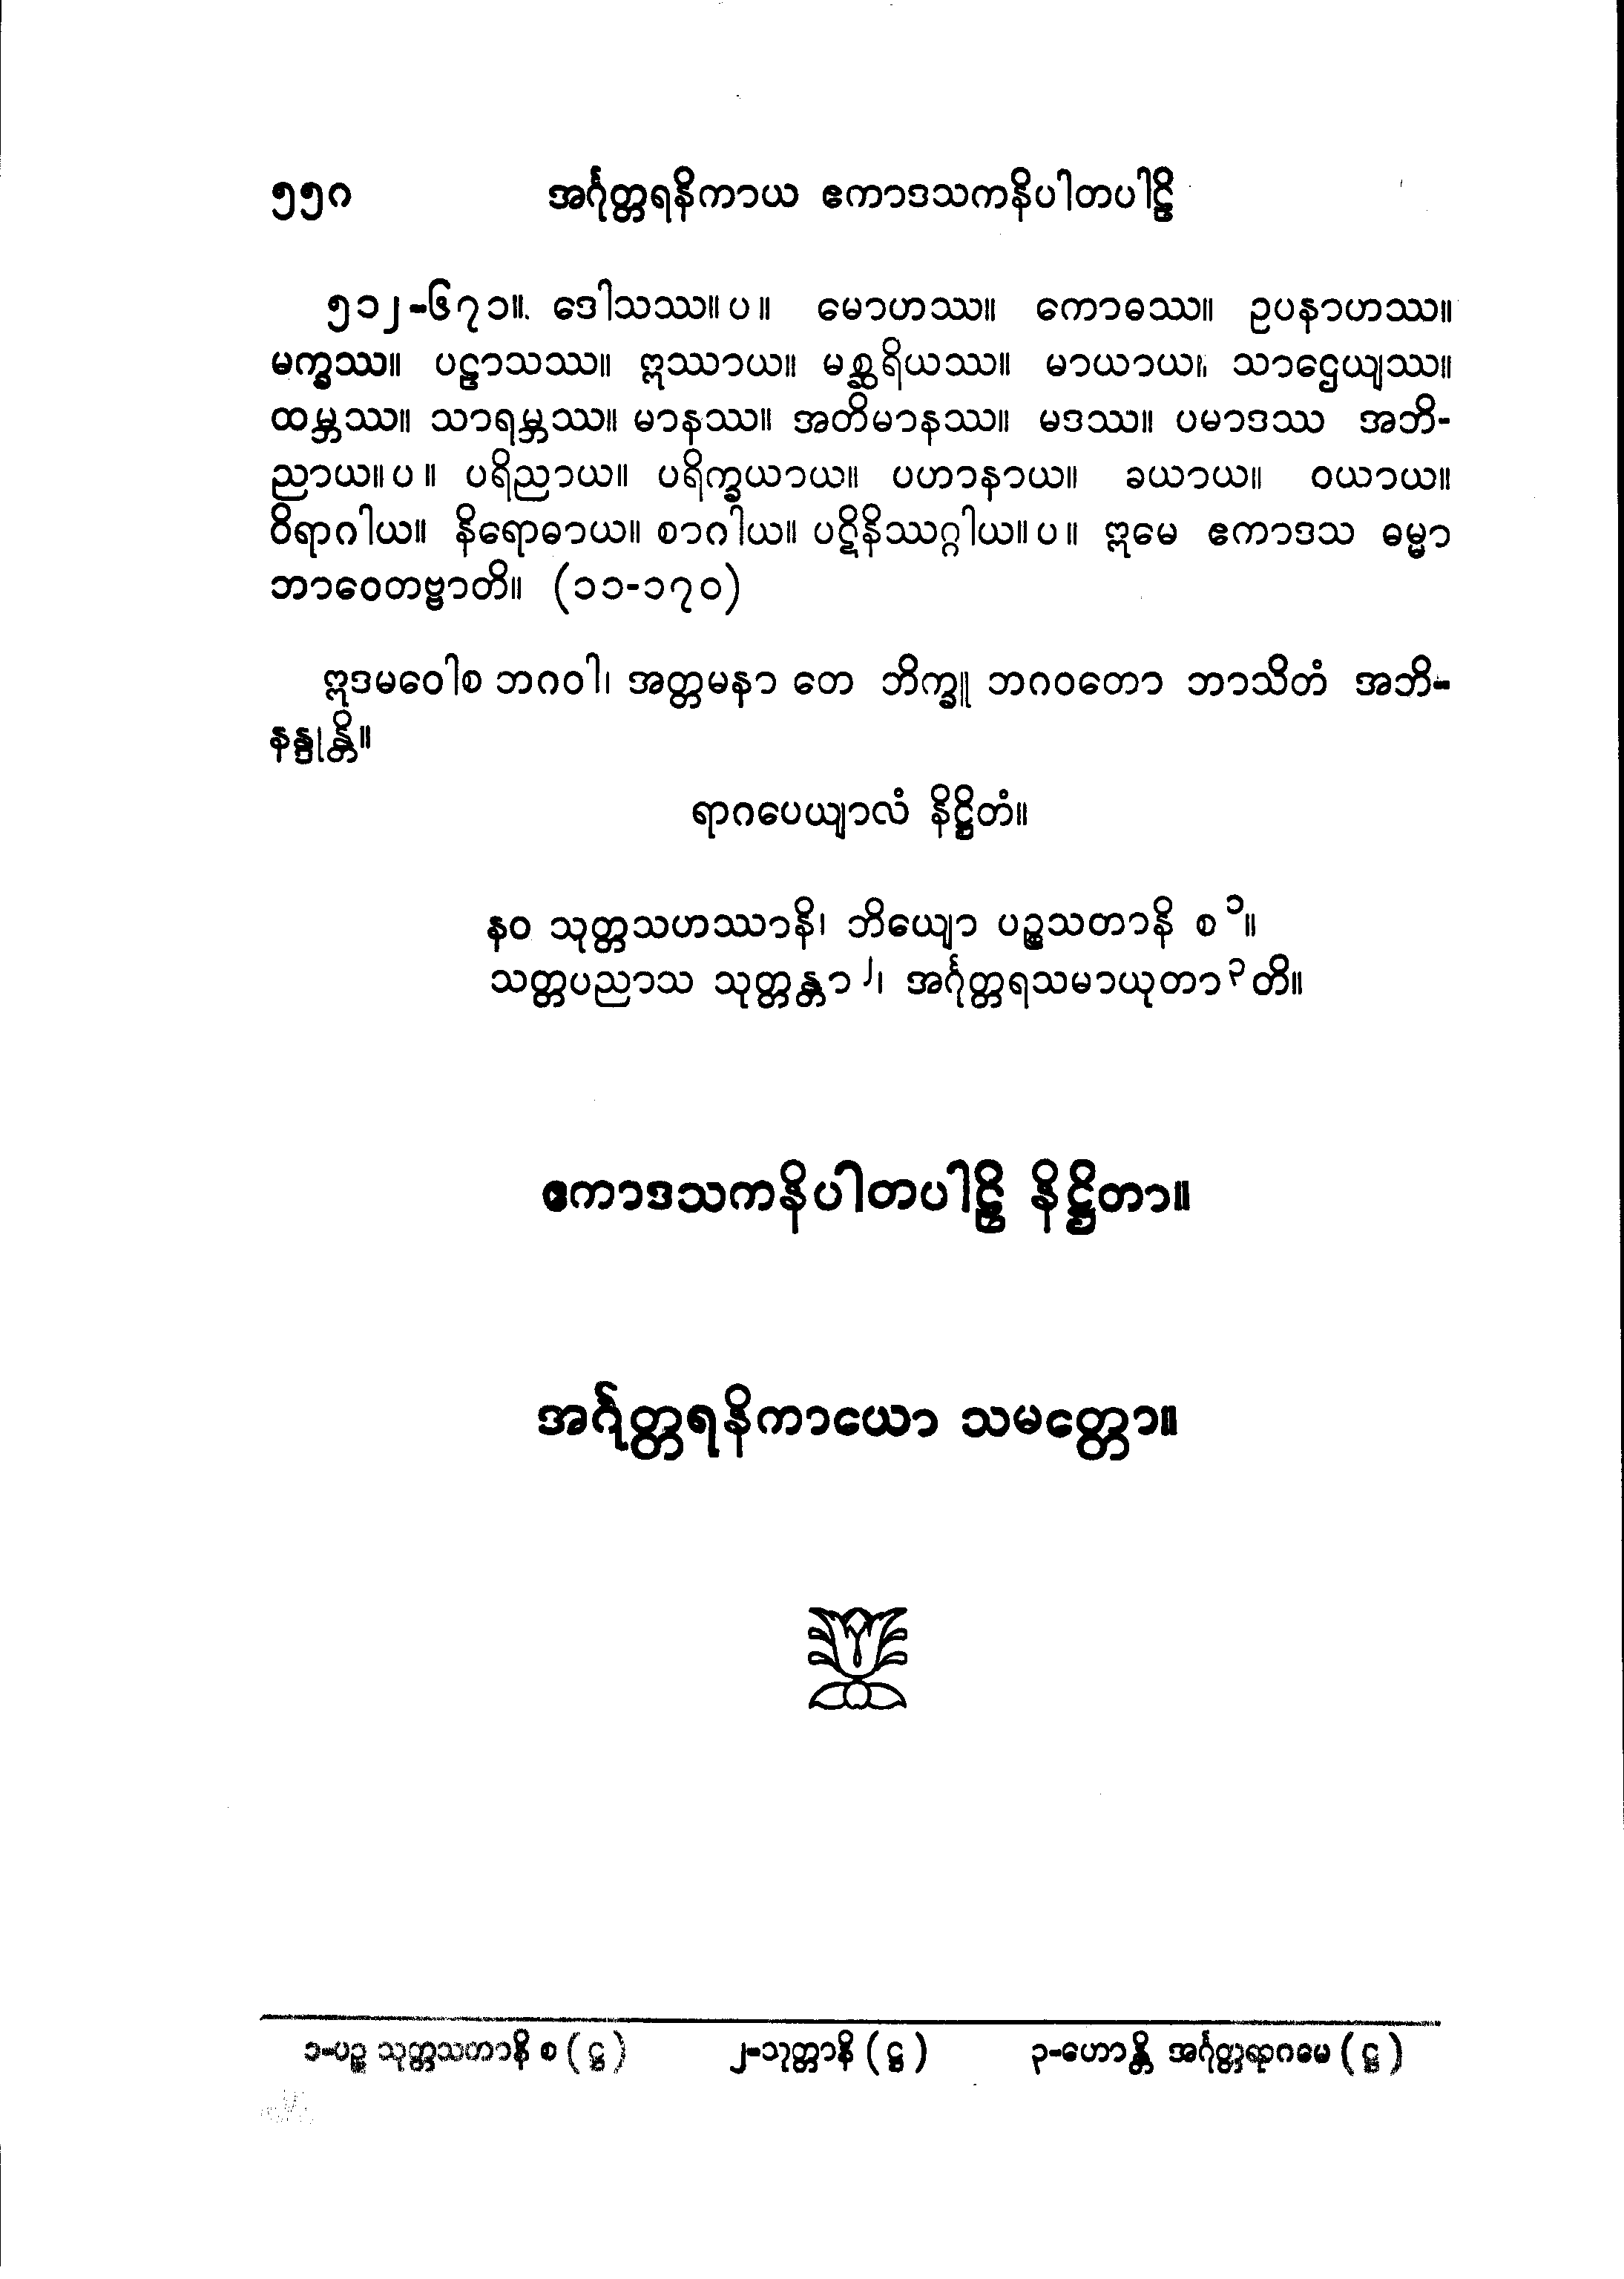 ၅၅ဂ အင်္ဂုတ္တရနိကာယ ဧကာဒသကနိပါတပါဠိ
၅၁၂-၆၇၁။ ဒေါသဿ။ပ။ မောဟဿ။ ကောဓဿ။ ဥပနာဟဿ။
မက္ခဿ။ ပဠာသဿ။ ဣဿာယ။ မစ္ဆရိယဿ။ မာယာယ။ သာဌေယျဿ။
ထမ္ဘဿ။ သာရမ္ဘဿ။ မာနဿ။ အတိမာနဿ။ မဒဿ။ ပမာဒဿ အဘိ-
ညာယ။ပ။ ပရိညာယ။ ပရိက္ခယာယ။ ပဟာနာယ။ ခယာယ။ ဝယာယ။
ဝိရာဂါယ။ နိရောဓာယ။ စာဂါယ။ ပဋိနိဿဂ္ဂါယ။ပ။ ဣမေ ဧကာဒသ ဓမ္မာ
ဘာဝေတဗ္ဗာတိ။ (၁၁-၁၇၀)
ဣဒမဝေါစ ဘဂဝါ၊ အတ္တမနာ တေ ဘိက္ခူ ဘဂဝတော ဘာသိတံ အဘိ-
နန္ဒုန္တိ။
ရာဂပေယျာလံ နိဋ္ဌိတံ။
နဝ သုတ္တသဟဿာနိ၊ ဘိယျော ပဉ္စသတာနိ စ ၁။
သတ္တပညာသ သုတ္တန္တာ ၂၊ အင်္ဂုတ္တရသမာယုတာ ၃ တိ။
ဧကာဒသကနိပါတပါဠိ နိဋ္ဌိတာ။
အင်္ဂုတ္တရနိကာယော သမတ္တော။
၁-ပဉ္စ သုတ္တသတာနိ စ (ဋ္ဌ) ၂-သုတ္တာနိ (ဋ္ဌ) ၃-ဟောန္တိ အင်္ဂုတ္တရာဂမေ (ဋ္ဌ)